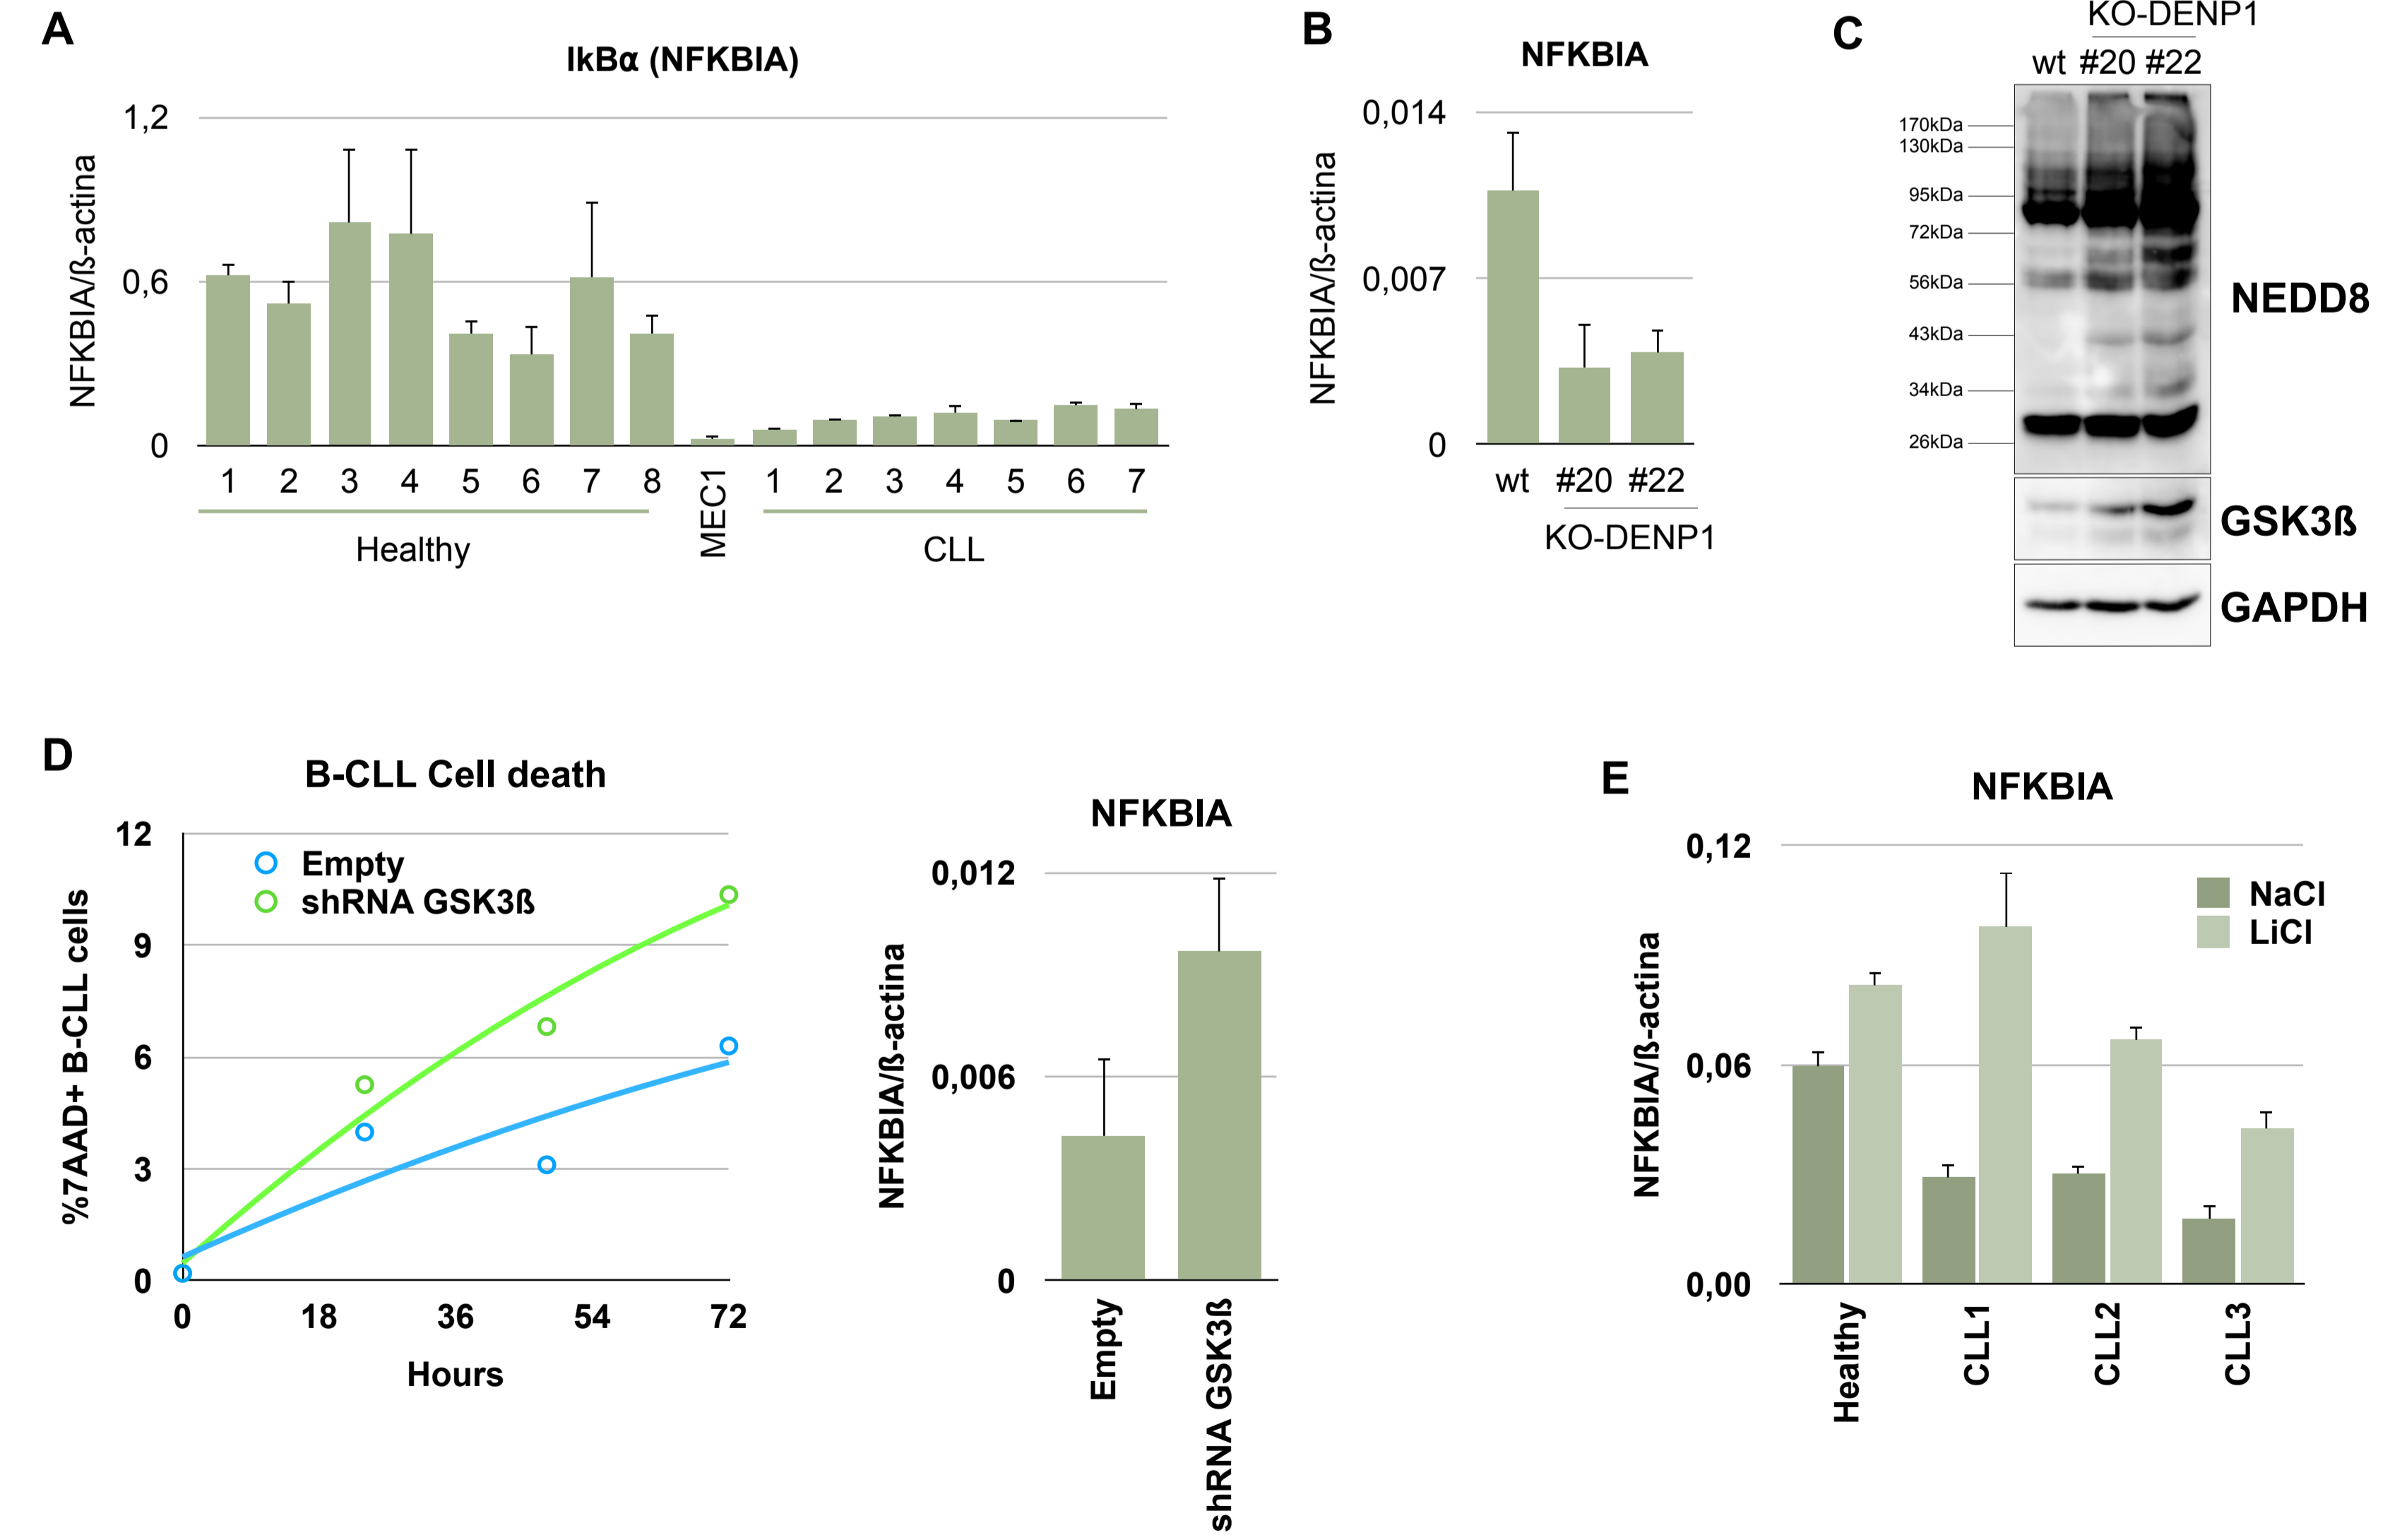 A
IkBα (NFKBIA)
NFKBIA/ß-actina
1,2
0,6
0
1 2 3 4 5 6 7 8 MEC1 1 2 3 4 5 6 7
Healthy CLL
B
NFKBIA
NFKBIA/ß-actina
0,014
0,007
0
wt #20 #22
KO-DENP1
C
KO-DENP1
wt #20 #22
170kDa
130kDa
95kDa
72kDa
56kDa
43kDa
34kDa
26kDa
NEDD8
GSK3ß
GAPDH
D
B-CLL Cell death
%7AAD+ B-CLL cells
12
9
6
3
0
Empty
shRNA GSK3ß
0 18 36 54 72
Hours
NFKBIA
NFKBIA/ß-actina
0,012
0,006
0
Empty
shRNA GSK3ß
E
NFKBIA
NFKBIA/ß-actina
0,12
0,06
0,00
NaCl
LiCl
Healthy
CLL1
CLL2
CLL3